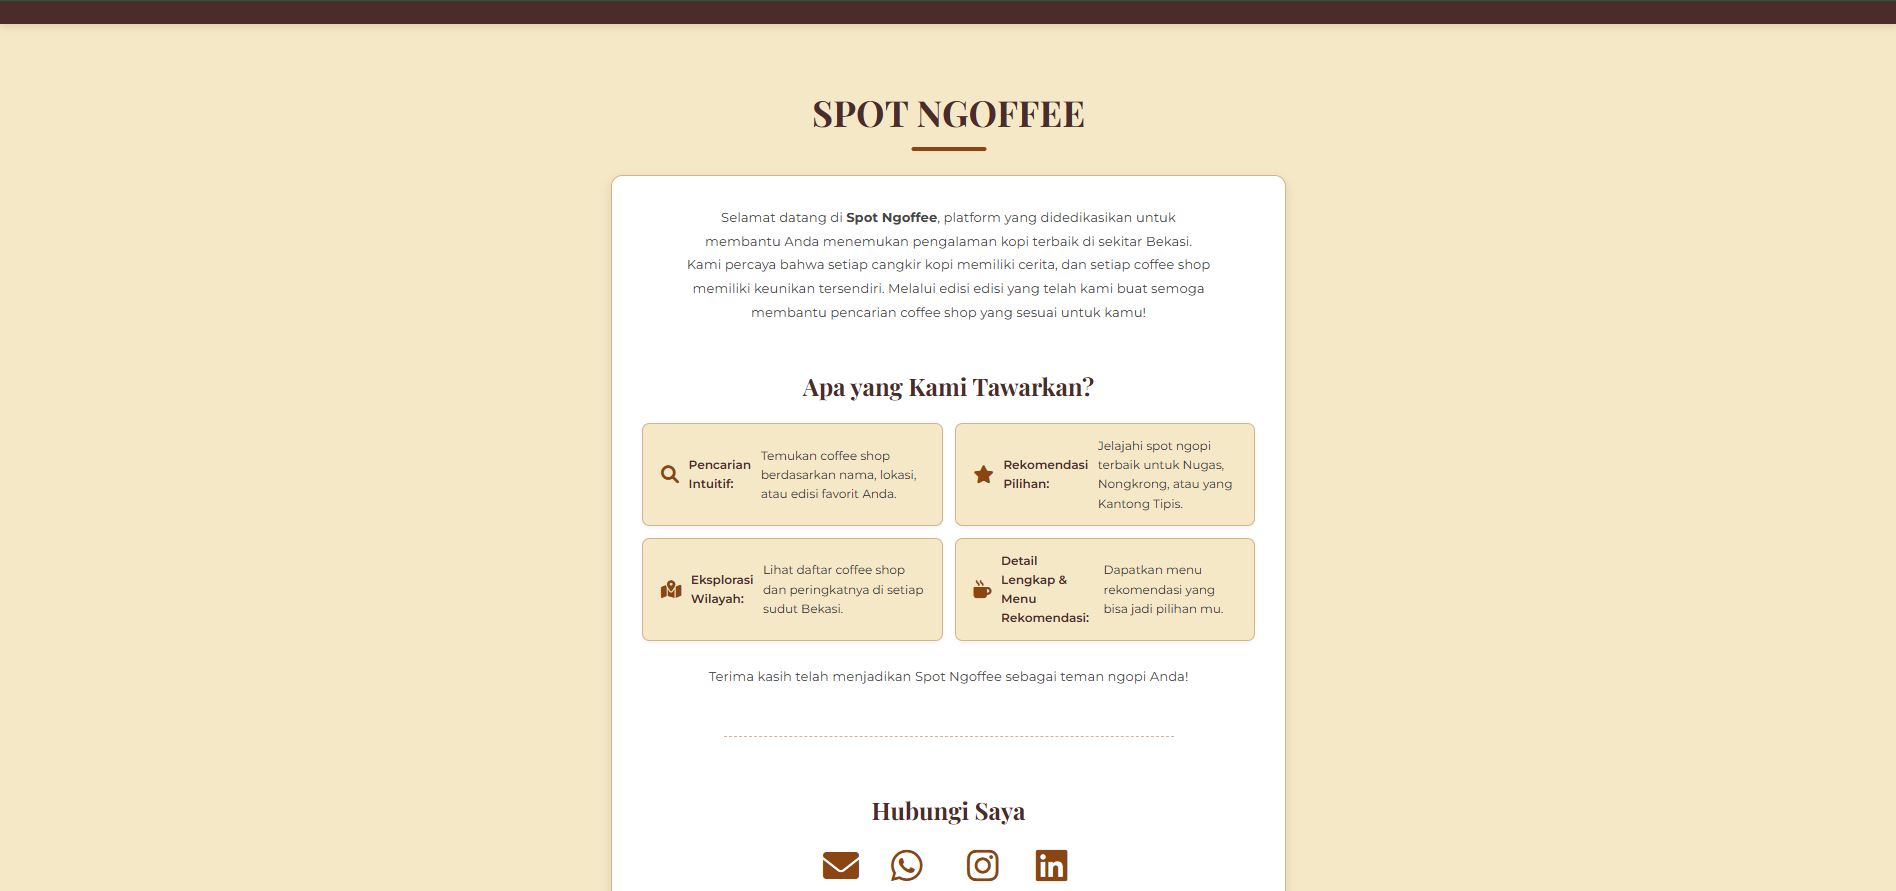 SPOT NGOFFEE
Selamat datang di Spot Ngoffee, platform yang didedikasikan untuk
membantu Anda menemukan pengalaman kopi terbaik di sekitar Bekasi.
Kami percaya bahwa setiap cangkir kopi memiliki cerita, dan setiap coffee shop
memiliki keunikan tersendiri. Melalui edisi edisi yang telah kami buat semoga
membantu pencarian coffee shop yang sesuai untuk kamu!
Apa yang Kami Tawarkan?
Pencarian
Intuitif:
Temukan coffee shop
berdasarkan nama, lokasi,
atau edisi favorit Anda.
Rekomendasi
Pilihan:
Jelajahi spot ngopi
terbaik untuk Nugas,
Nongkrong, atau yang
Kantong Tipis.
Eksplorasi
Wilayah:
Lihat daftar coffee shop
dan peringkatnya di setiap
sudut Bekasi.
Detail
Lengkap &
Menu
Rekomendasi:
Dapatkan menu
rekomendasi yang
bisa jadi pilihan mu.
Terima kasih telah menjadikan Spot Ngoffee sebagai teman ngopi Anda!
Hubungi Saya